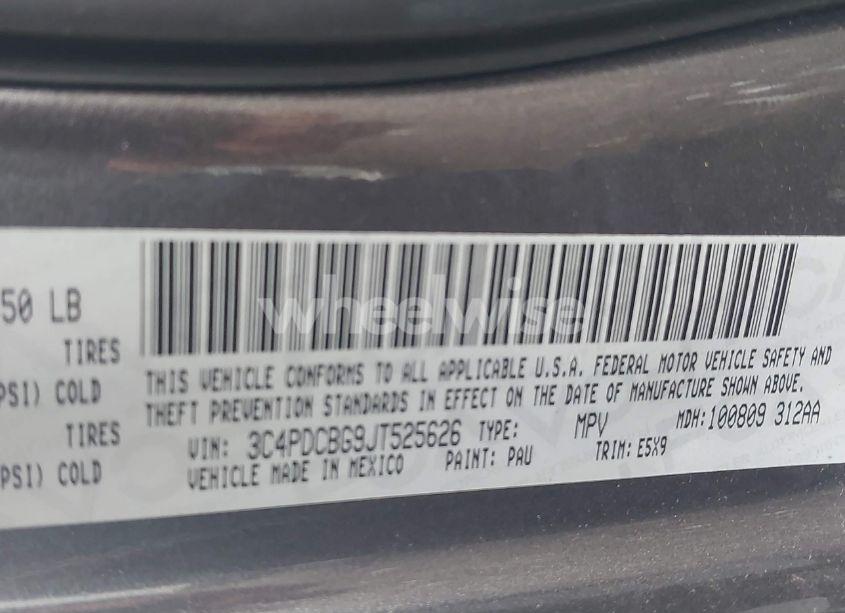 50 LB
TIRES
PSI) COLD
TIRES
PSI) COLD
wheelwise
THIS VEHICLE CONFORMS TO ALL APPLICABLE U.S.A. FEDERAL MOTOR VEHICLE SAFETY AND
THEFT PREVENTION STANDARDS IN EFFECT ON THE DATE OF MANUFACTURE SHOWN ABOVE.
VIN: 3C4PDCBG9JT525626 TYPE: MPV MDH:100809 312AA
VEHICLE MADE IN MEXICO PAINT: PAU TRIM: E5X9